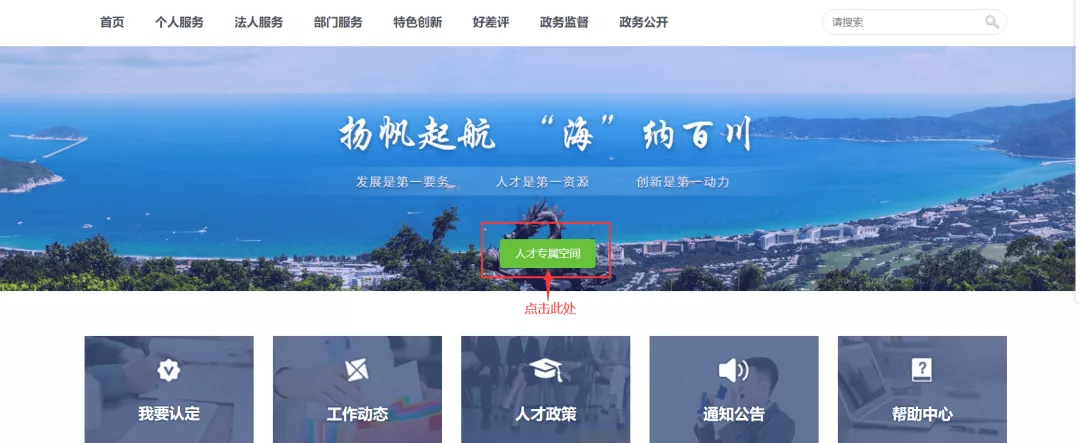 首页 个人服务 法人服务 部门服务 特色创新 好差评 政务监督 政务公开 请搜索
扬帆起航 “海”纳百川
发展是第一要务 人才是第一资源 创新是第一动力
人才专属空间
点击此处
我要认定 工作动态 人才政策 通知公告 帮助中心